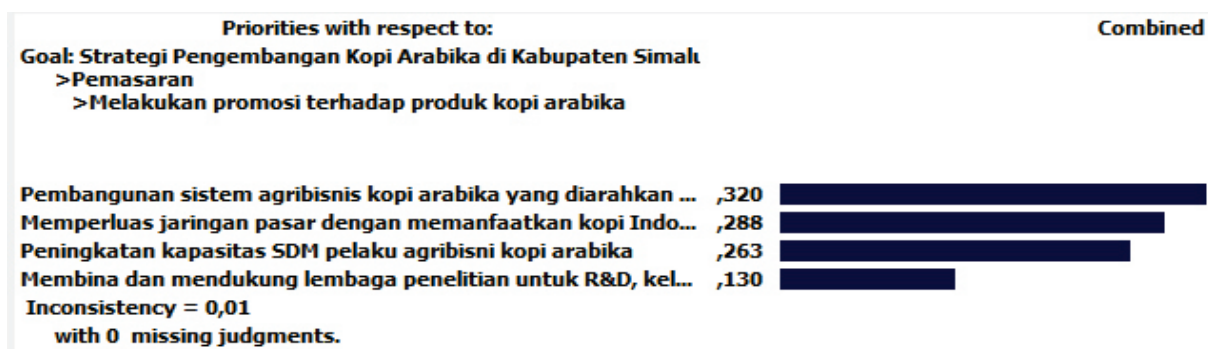 Priorities with respect to: Combined
Goal: Strategi Pengembangan Kopi Arabika di Kabupaten Simalu
>Pemasaran
>Melakukan promosi terhadap produk kopi arabika
Pembangunan sistem agribisnis kopi arabika yang diarahkan ... ,320
Memperluas jaringan pasar dengan memanfaatkan kopi Indo... ,288
Peningkatan kapasitas SDM pelaku agribisni kopi arabika ,263
Membina dan mendukung lembaga penelitian untuk R&D, kel... ,130
Inconsistency = 0,01
with 0 missing judgments.